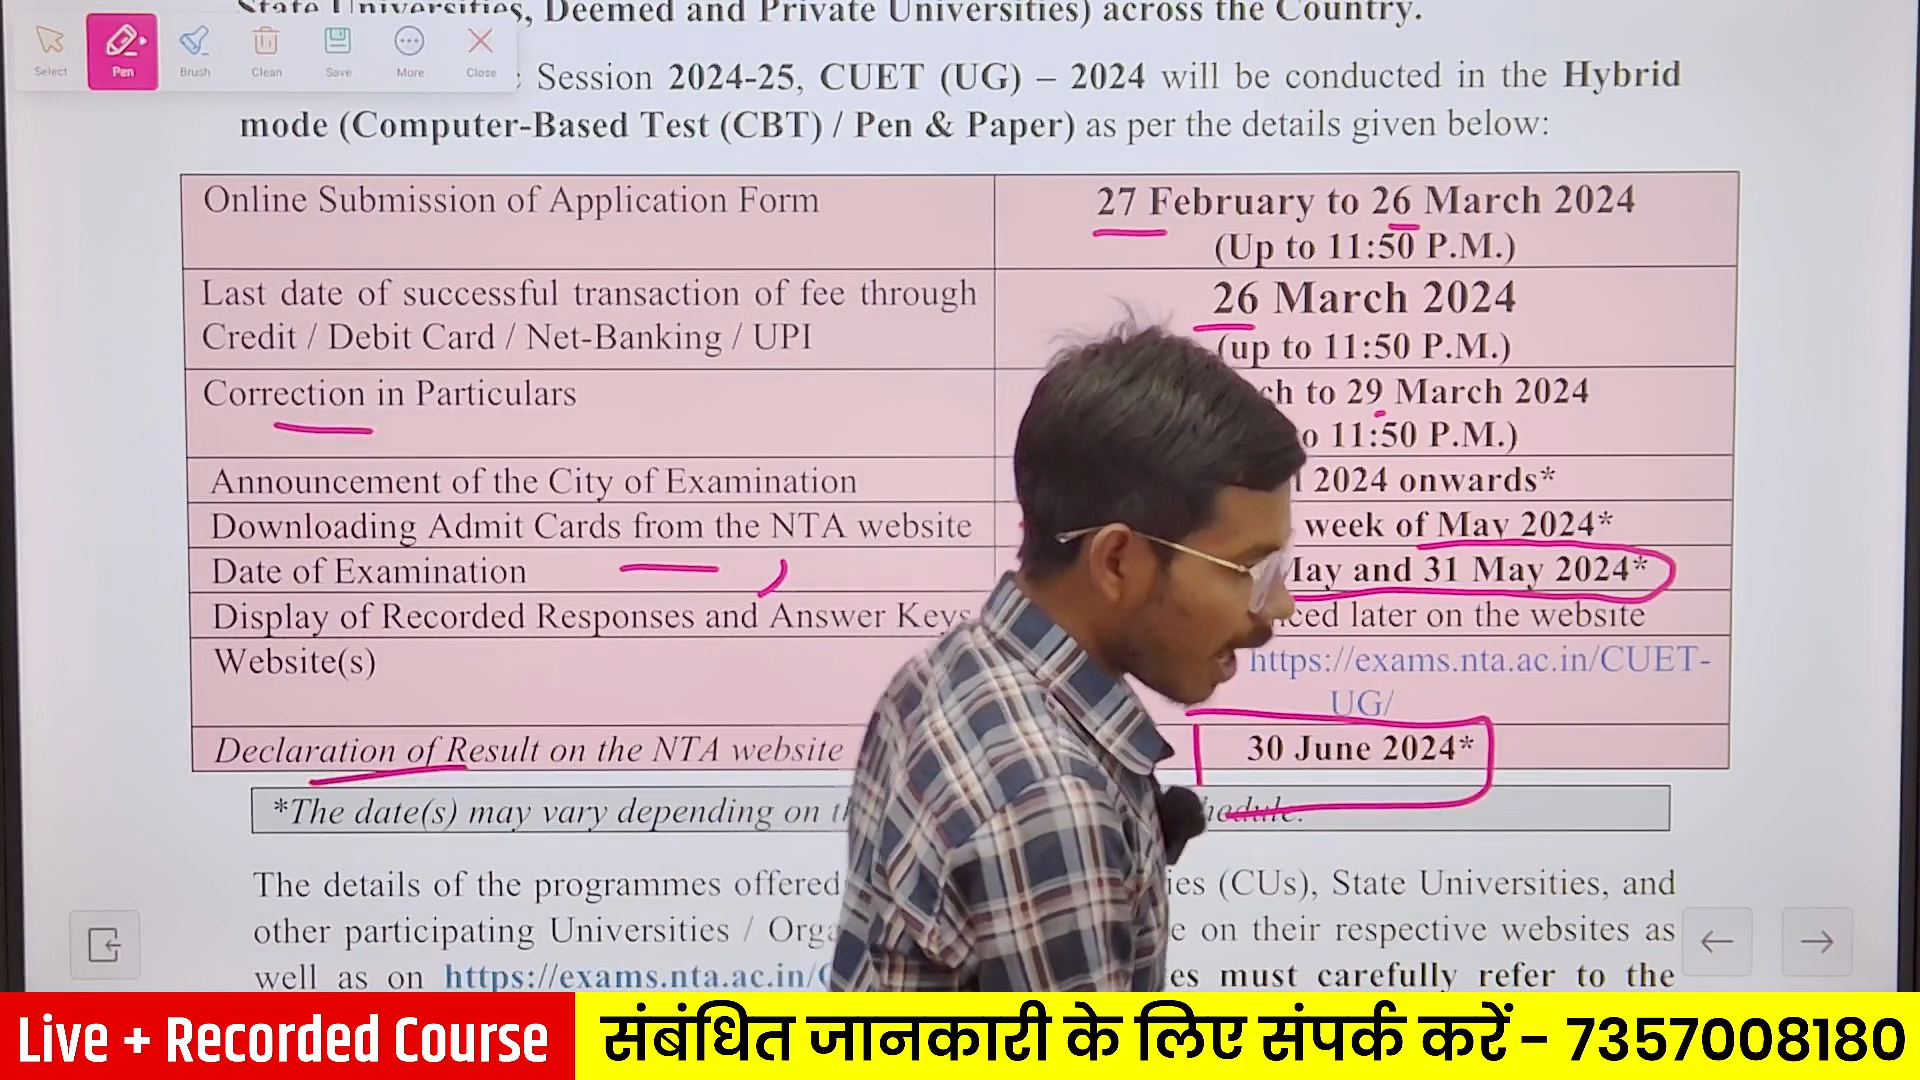 State Universities, Deemed and Private Universities) across the Country.
Select
Pen
Brush
Clean
Save
More
Close
Session 2024-25, CUET (UG) – 2024 will be conducted in the Hybrid
mode (Computer-Based Test (CBT) / Pen & Paper) as per the details given below:
Online Submission of Application Form
27 February to 26 March 2024
(Up to 11:50 P.M.)
Last date of successful transaction of fee through
Credit / Debit Card / Net-Banking / UPI
26 March 2024
(up to 11:50 P.M.)
Correction in Particulars
to 29 March 2024
11:50 P.M.)
Announcement of the City of Examination
2024 onwards*
Downloading Admit Cards from the NTA website
week of May 2024*
Date of Examination
May and 31 May 2024*
Display of Recorded Responses and Answer Keys
later on the website
Website(s)
https://exams.nta.ac.in/CUET-
UG/
Declaration of Result on the NTA website
30 June 2024*
*The date(s) may vary depending on
schedule.
The details of the programmes offered
(CUs), State Universities, and
other participating Universities /
on their respective websites as
well as on https://exams.nta.ac.in/
must carefully refer to the
Live + Recorded Course
संबंधित जानकारी के लिए संपर्क करें – 7357008180